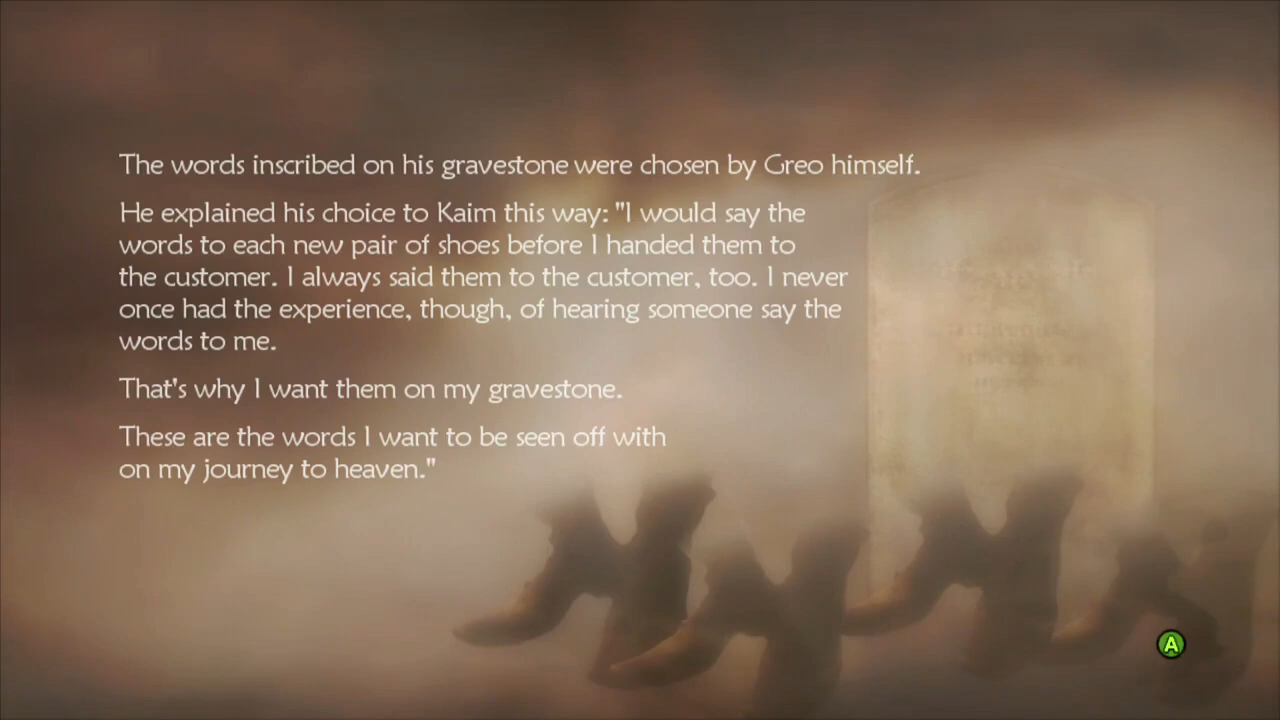 The words inscribed on his gravestone were chosen by Greo himself.
He explained his choice to Kaim this way: "I would say the
words to each new pair of shoes before I handed them to
the customer. I always said them to the customer, too. I never
once had the experience, though, of hearing someone say the
words to me.
That's why I want them on my gravestone.
These are the words I want to be seen off with
on my journey to heaven."
A